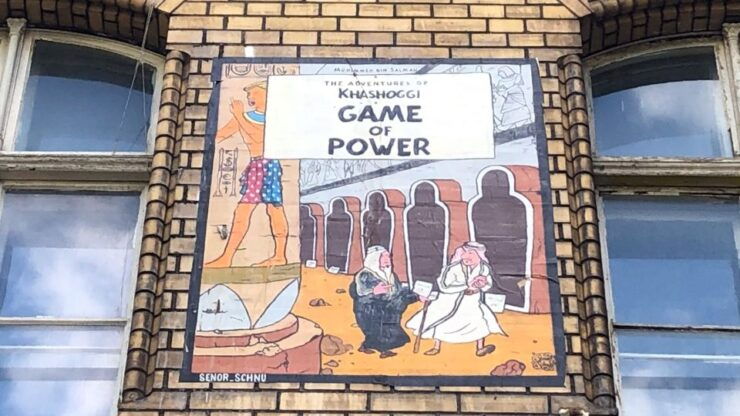 MOHAMMED BIN SALMAN
THE ADVENTURES OF
KHASHOGGI
GAME
OF
POWER
SENOR_SCHNU